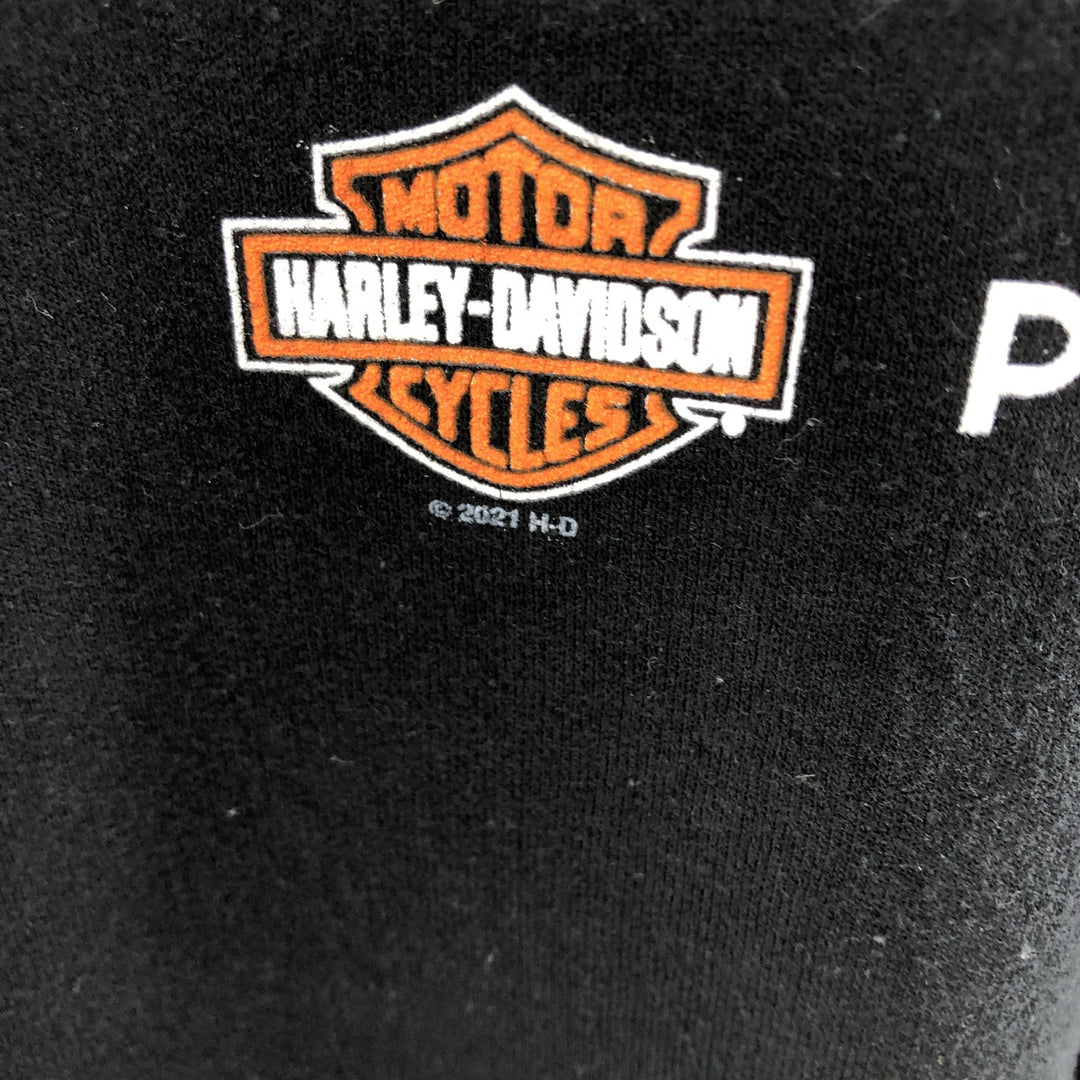 MOTOR
HARLEY-DAVIDSON
CYCLES
®
© 2021 H-D
P